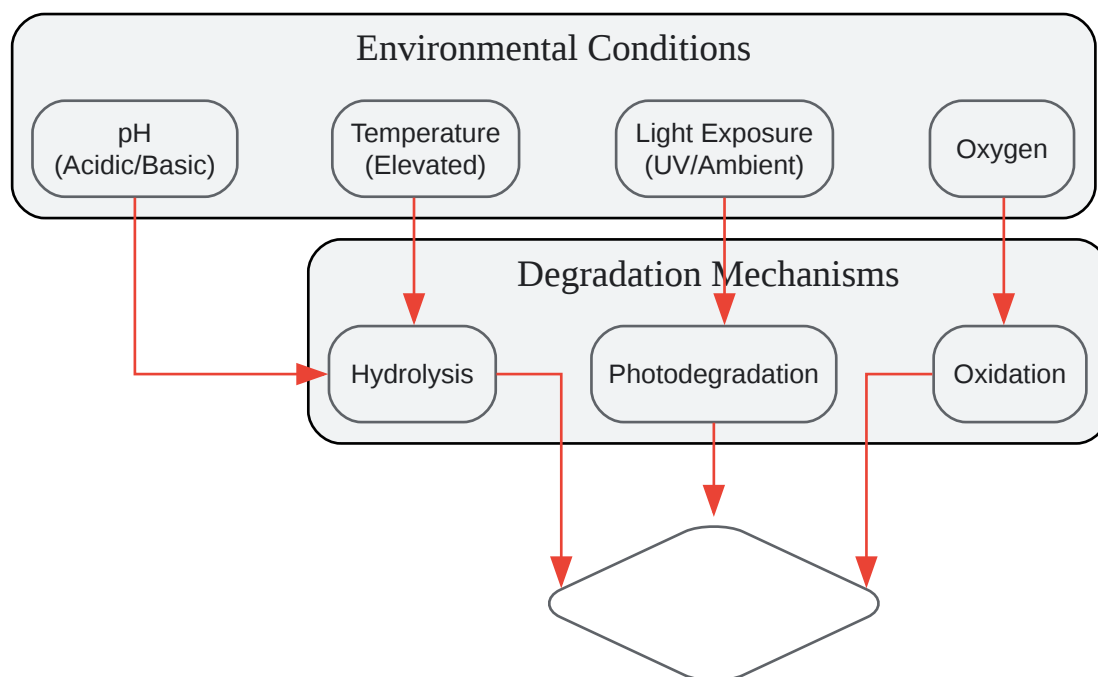 Environmental Conditions
pH
(Acidic/Basic)
Temperature
(Elevated)
Light Exposure
(UV/Ambient)
Oxygen
Degradation Mechanisms
Hydrolysis
Photodegradation
Oxidation